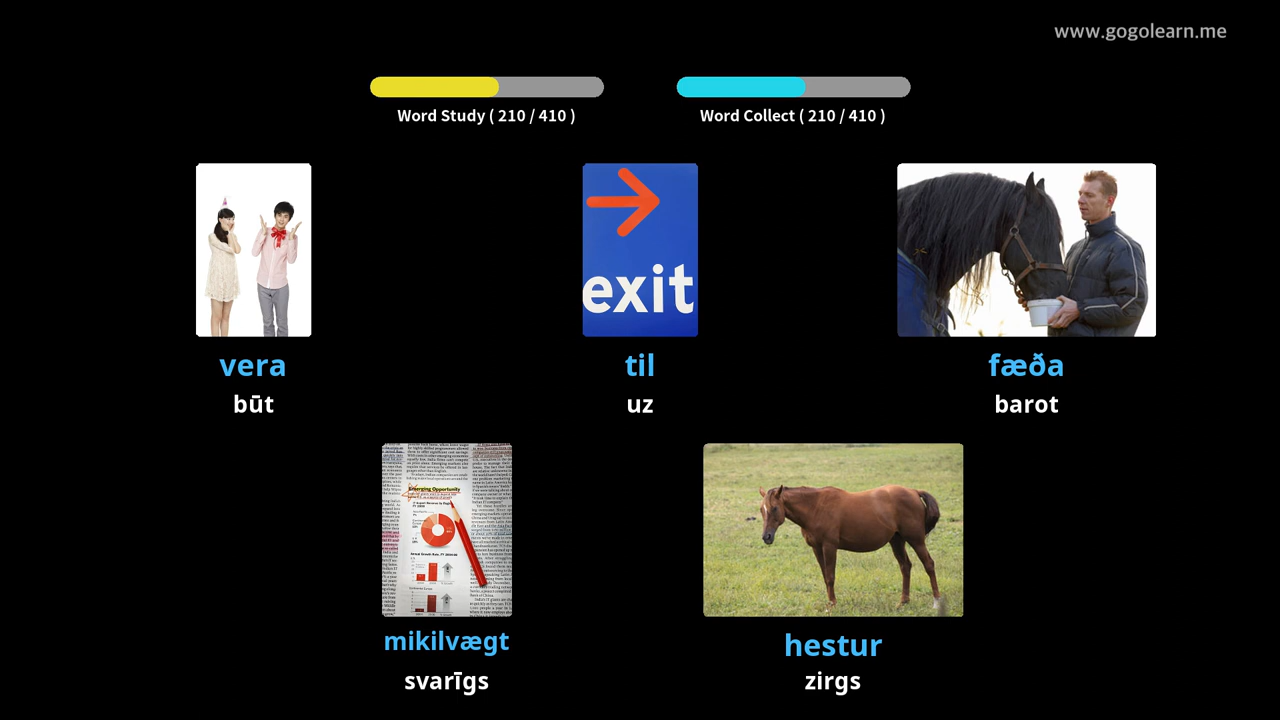 www.gogolearn.me
Word Study ( 210 / 410 )
Word Collect ( 210 / 410 )
exit
vera
būt
til
uz
fæða
barot
Emerging Opportunity
mikilvægt
svarīgs
hestur
zirgs